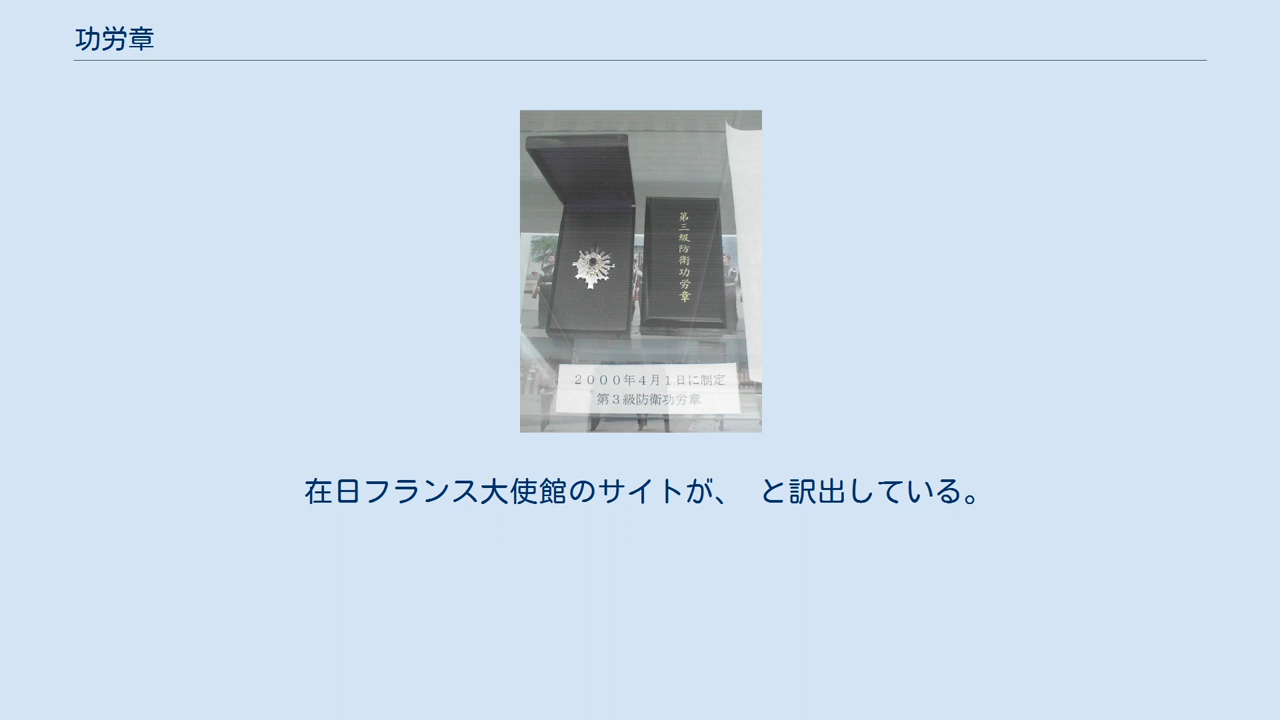 功労章
第三級防衛功労章
２０００年４月１日に制定
第３級防衛功労章
在日フランス大使館のサイトが、 と訳出している。